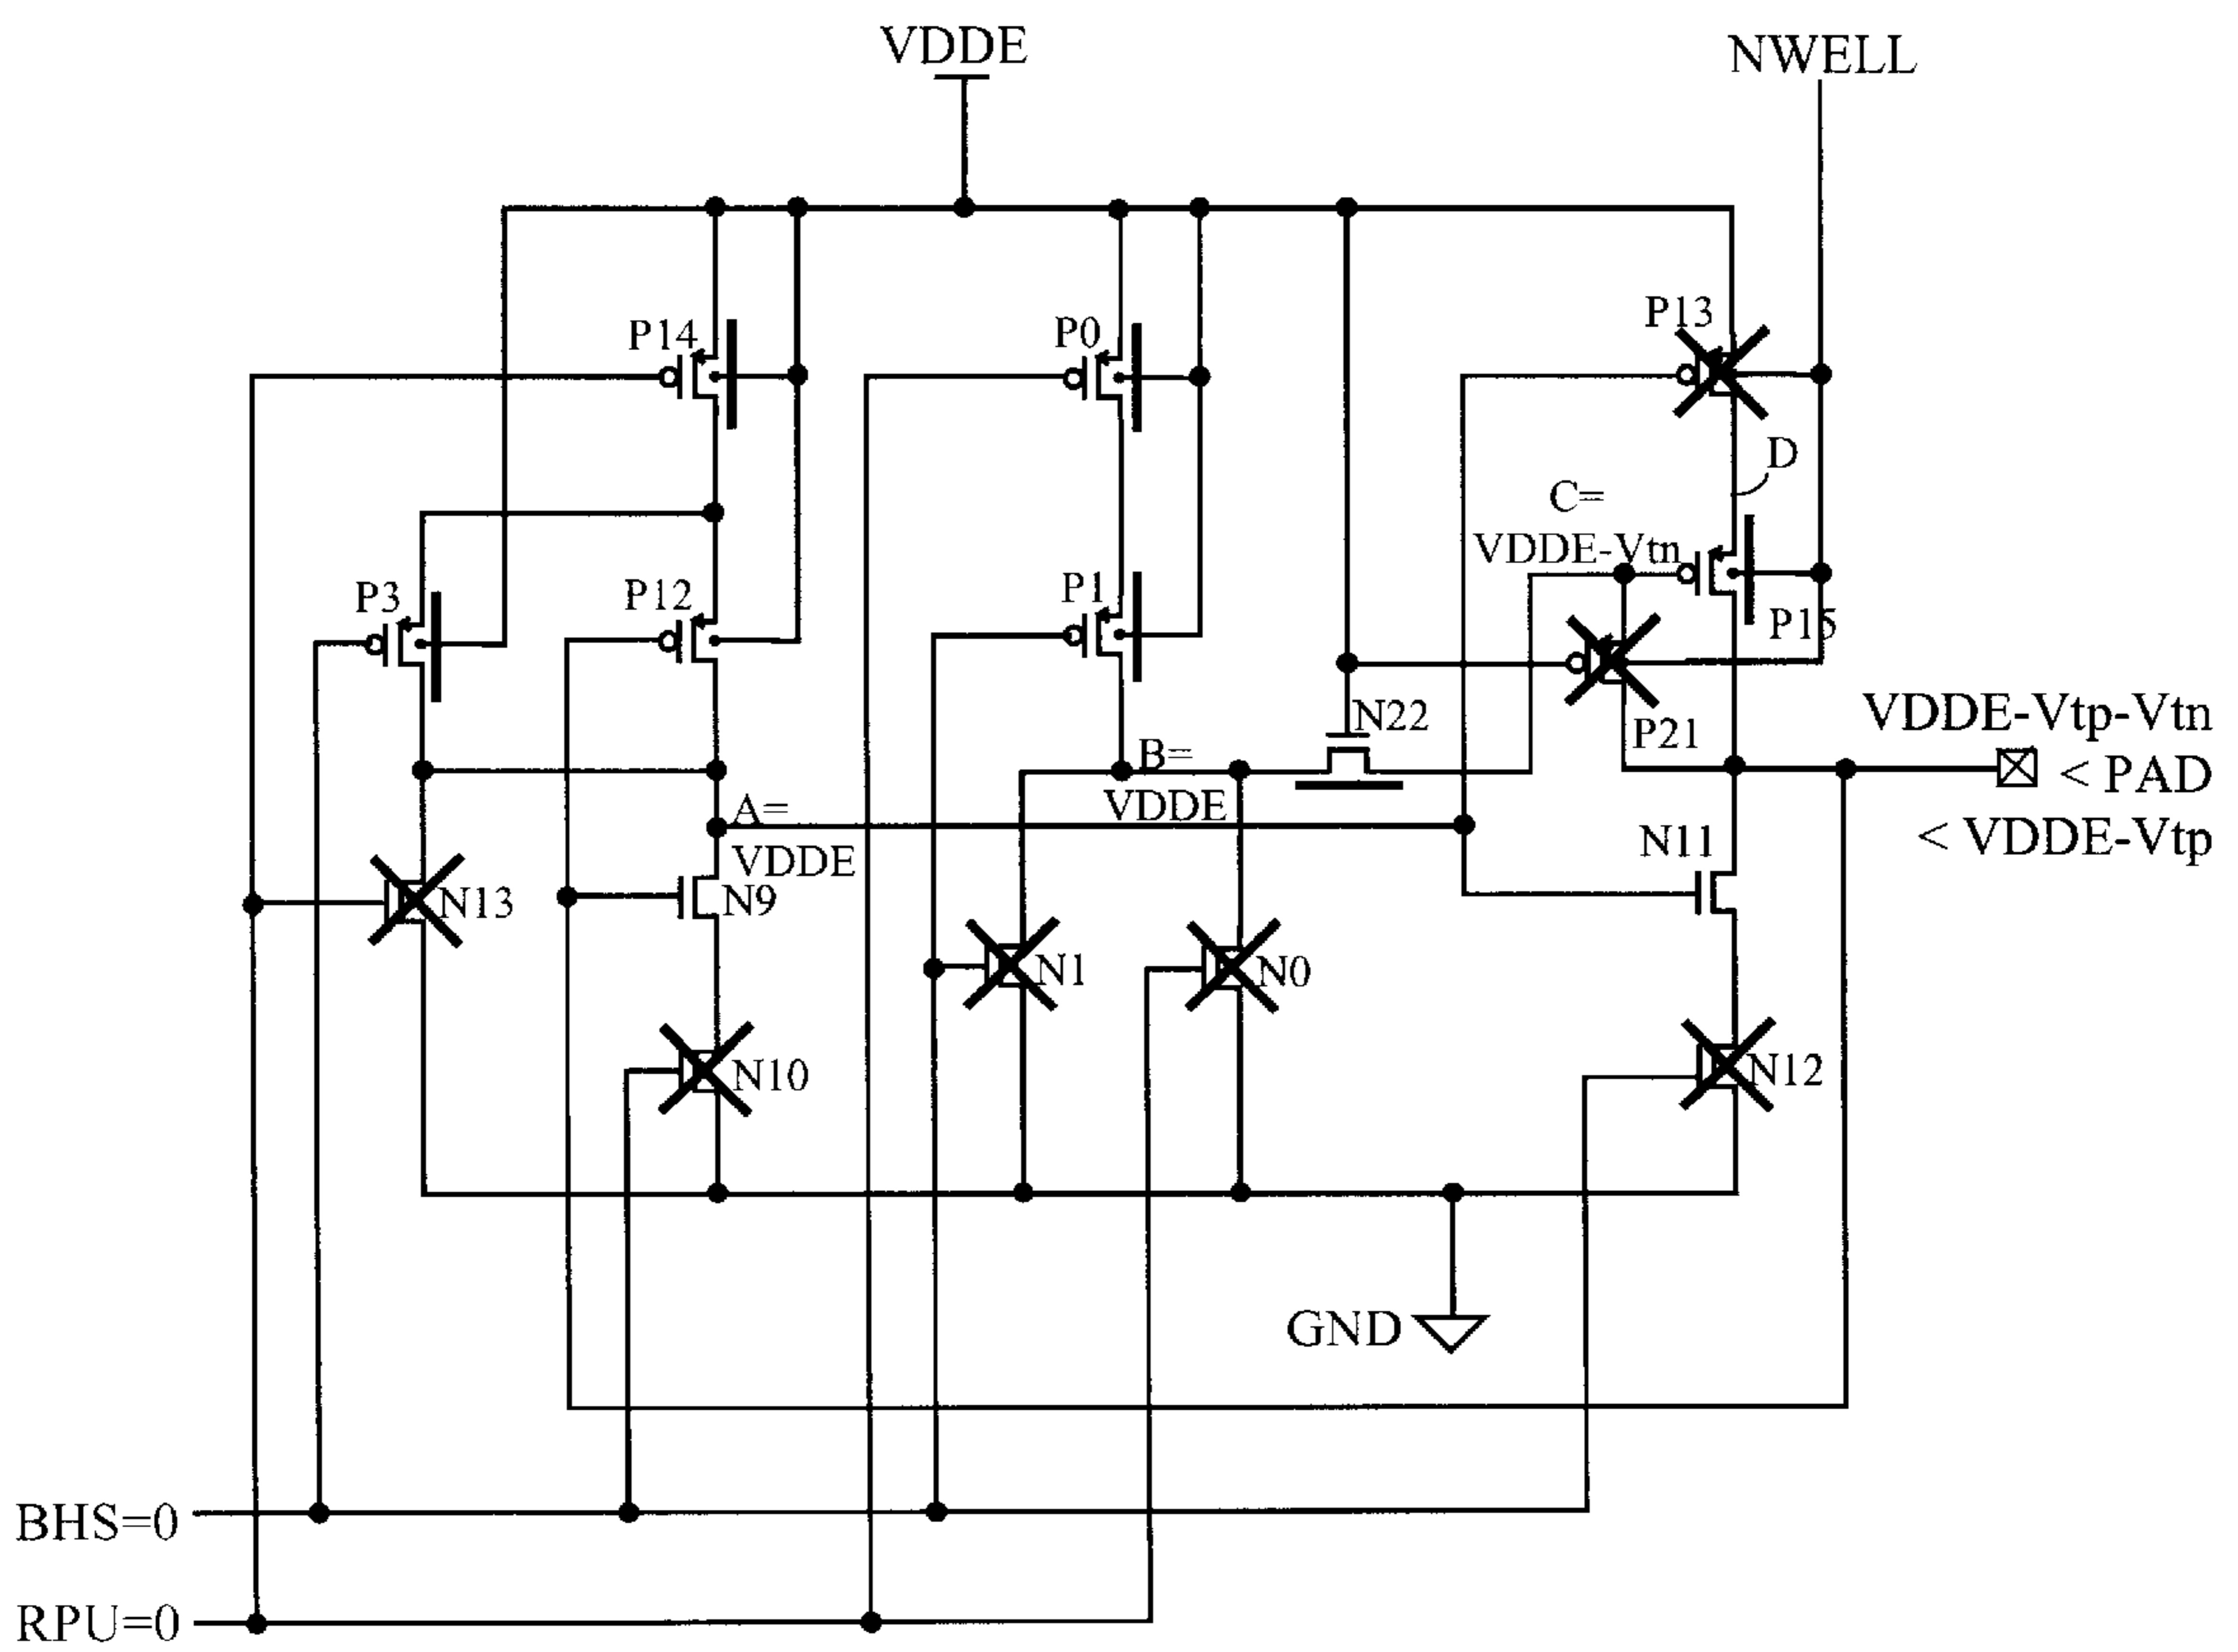 VDDE
NWELL
P13
P14
P0
D
C=
VDDE-Vtn
P3
P12
P1
P15
N22
P21
VDDE-Vtp-Vtn
< PAD
< VDDE-Vtp
B=
VDDE
A=
VDDE
N11
N13
N9
N1
N0
N10
N12
GND
BHS=0
RPU=0